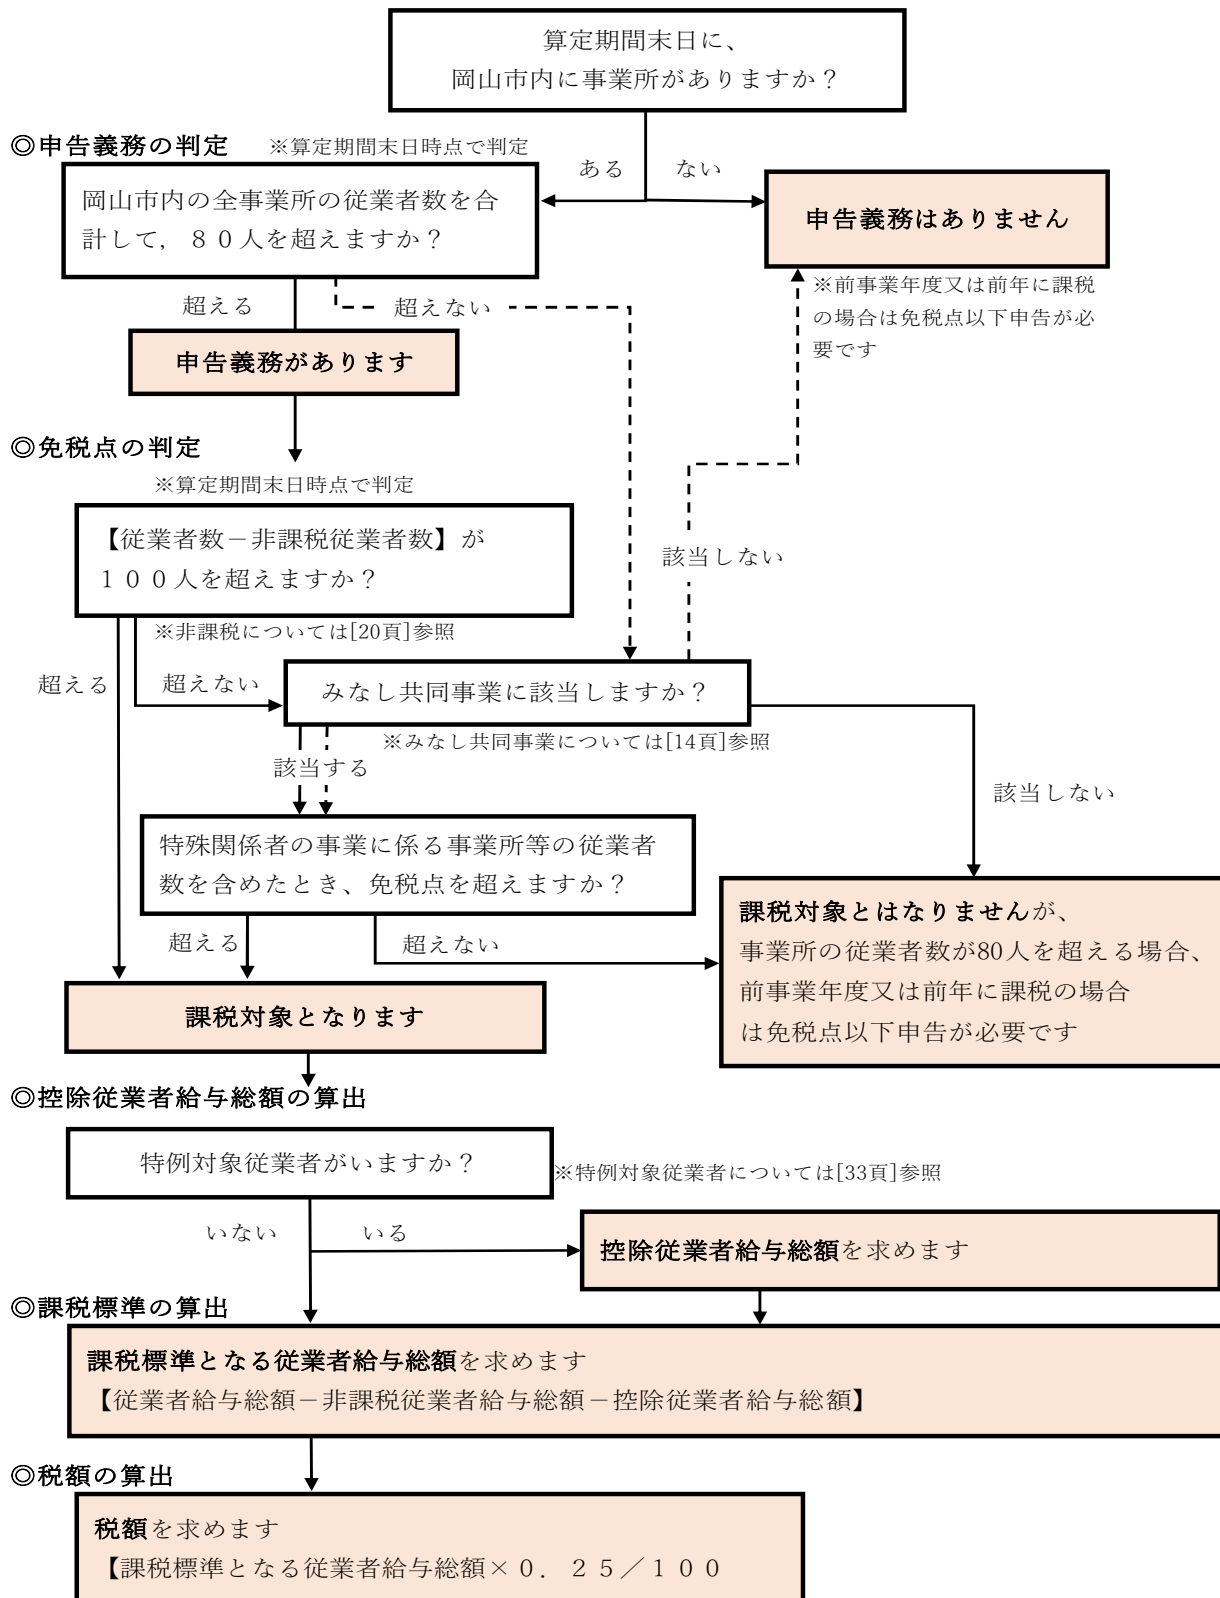 算定期間末日に、
岡山市内に事業所がありますか？
◎申告義務の判定　※算定期間末日時点で判定
ある　ない
岡山市内の全事業所の従業者数を合
計して，８０人を超えますか？
申告義務はありません
※前事業年度又は前年に課税
の場合は免税点以下申告が必
要です
超える　超えない
申告義務があります
◎免税点の判定
※算定期間末日時点で判定
【従業者数－非課税従業者数】が
１００人を超えますか？
該当しない
※非課税については[20頁]参照
超える　超えない
みなし共同事業に該当しますか？
※みなし共同事業については[14頁]参照
該当する
該当しない
特殊関係者の事業に係る事業所等の従業者
数を含めたとき、免税点を超えますか？
超える　超えない
課税対象とはなりませんが、
事業所の従業者数が80人を超える場合、
前事業年度又は前年に課税の場合
は免税点以下申告が必要です
課税対象となります
◎控除従業者給与総額の算出
特例対象従業者がいますか？
※特例対象従業者については[33頁]参照
いない　いる
控除従業者給与総額を求めます
◎課税標準の算出
課税標準となる従業者給与総額を求めます
【従業者給与総額－非課税従業者給与総額－控除従業者給与総額】
◎税額の算出
税額を求めます
【課税標準となる従業者給与総額×０．２５／１００